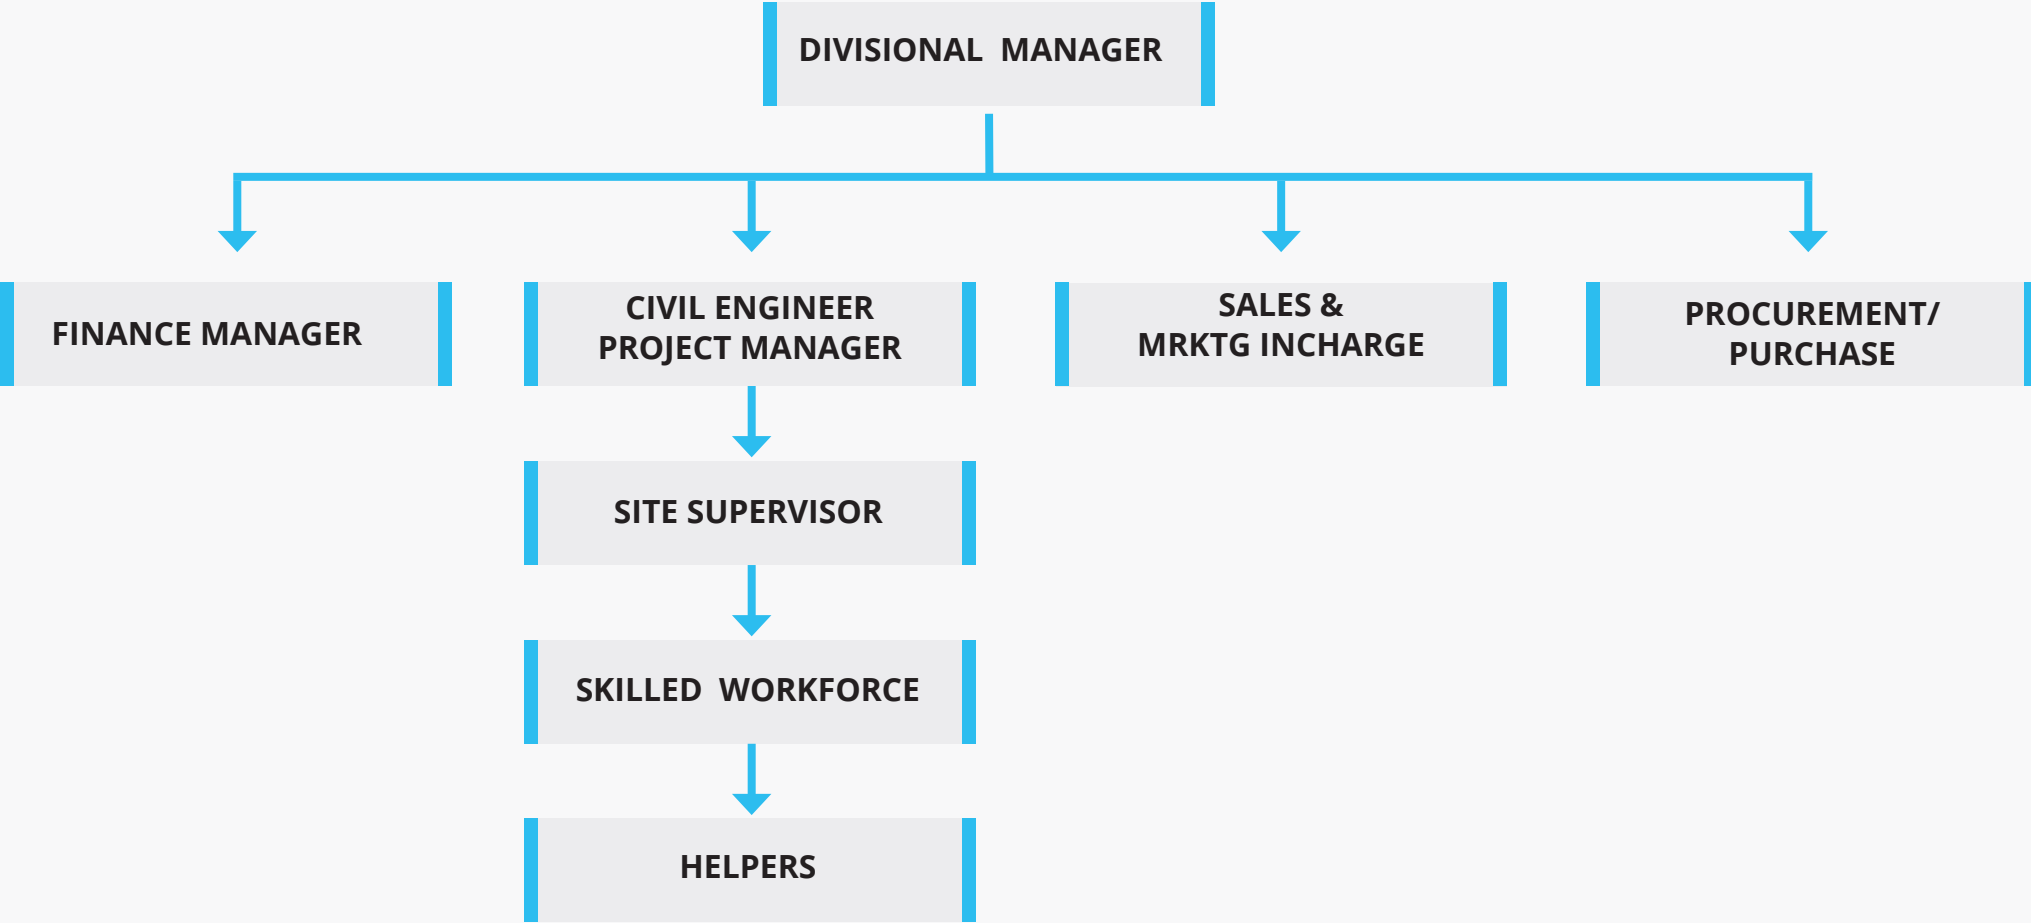 DIVISIONAL  MANAGER
FINANCE MANAGER
CIVIL ENGINEER
PROJECT MANAGER
SALES &
MRKTG INCHARGE
PROCUREMENT/
PURCHASE
SITE SUPERVISOR
SKILLED  WORKFORCE
HELPERS